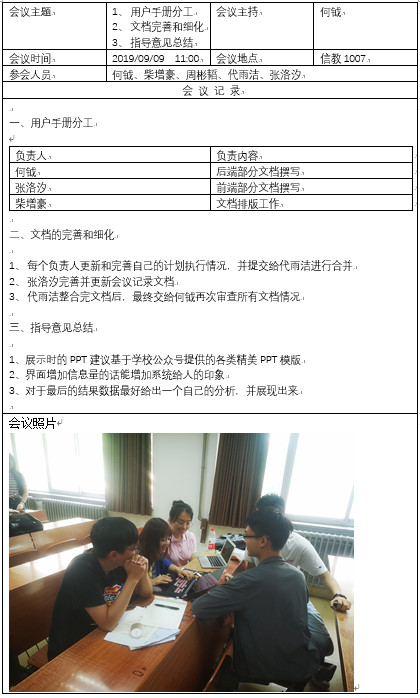 会议主题 1、用户手册分工 会议主持 何钺
2、文档完善和细化
3、指导意见总结
会议时间 2019/09/09 11:00 会议地点 信教 1007
参会人员 何钺、柴增豪、周彬韬、代雨洁、张洛汐
会 议 记 录
一、用户手册分工
负责人 负责内容
何钺 后端部分文档撰写
张洛汐 前端部分文档撰写
柴增豪 文档排版工作
二、文档的完善和细化
1、 每个负责人更新和完善自己的计划执行情况，并提交给代雨洁进行合并
2、 张洛汐完善并更新会议记录文档
3、 代雨洁整合完文档后，最终交给何钺再次审查所有文档情况
三、指导意见总结
1、展示时的 PPT 建议基于学校公众号提供的各类精美 PPT 模版
2、界面增加信息量的话能增加系统给人的印象
3、对于最后的结果数据最好给出一个自己的分析，并展现出来
会议照片